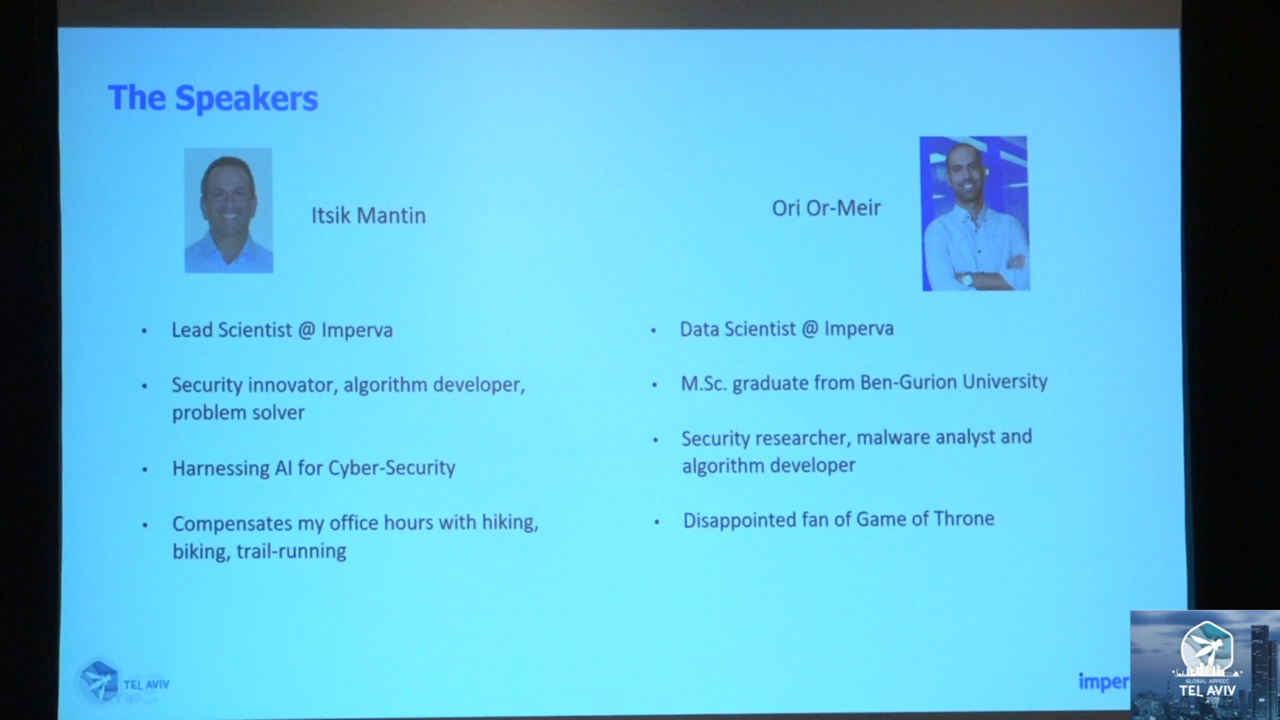 The Speakers
Itsik Mantin
Ori Or-Meir
• Lead Scientist @ Imperva
• Security innovator, algorithm developer,
problem solver
• Harnessing AI for Cyber-Security
• Compensates my office hours with hiking,
biking, trail-running
• Data Scientist @ Imperva
• M.Sc. graduate from Ben-Gurion University
• Security researcher, malware analyst and
algorithm developer
• Disappointed fan of Game of Throne
TEL AVIV
imper
GLOBAL APPSEC
TEL AVIV
2019